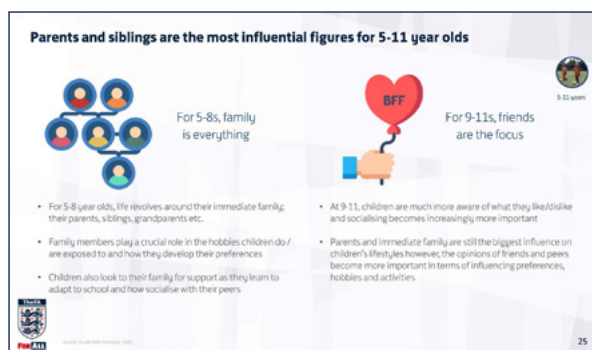 Parents and siblings are the most influential figures for 5-11 year olds
5-11 years
For 5-8s, family
is everything
BFF
For 9-11s, friends
are the focus
• For 5-8 year olds, life revolves around their immediate family;
their parents, siblings, grandparents etc.
• Family members play a crucial role in the hobbies children do /
are exposed to and how they develop their preferences
• Children also look to their family for support as they learn to
adapt to school and how socialise with their peers
• At 9-11, children are much more aware of what they like/dislike
and socialising becomes increasingly more important
• Parents and immediate family are still the biggest influence on
children's lifestyles however, the opinions of friends and peers
become more important in terms of influencing preferences,
hobbies and activities
TheFA
FOR ALL
25